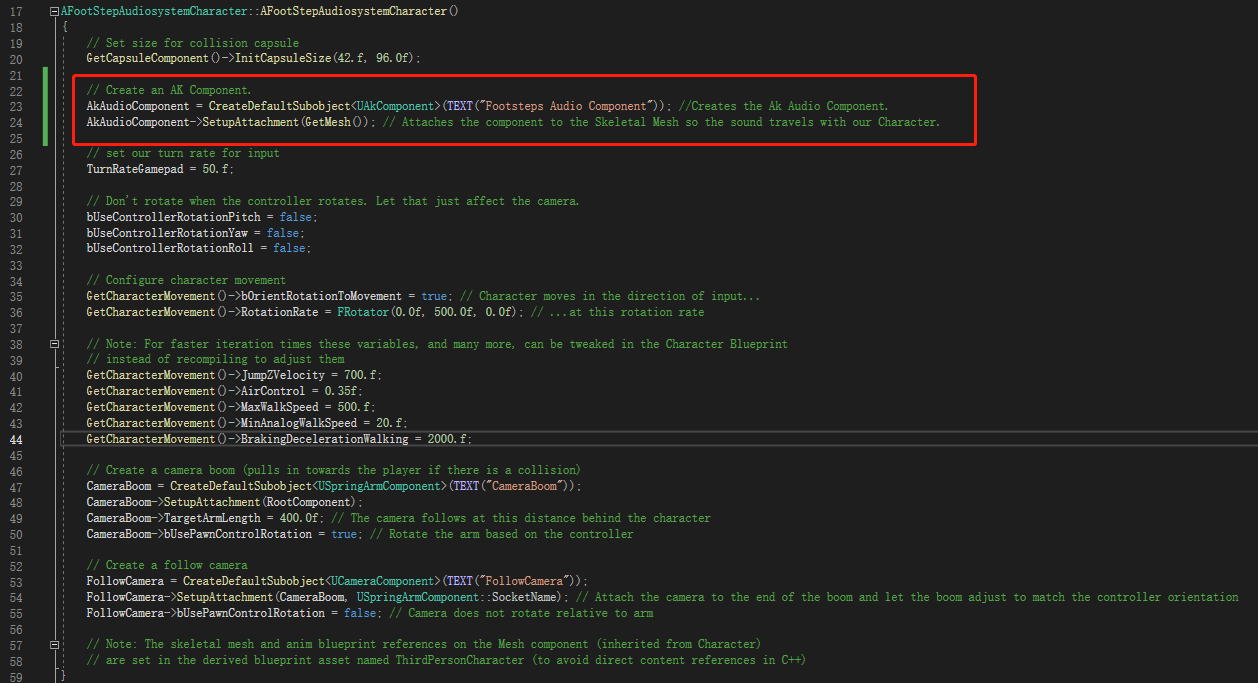 17 AFootStepAudiosystemCharacter::AFootStepAudiosystemCharacter()
18 {
19 // Set size for collision capsule
20 GetCapsuleComponent()->InitCapsuleSize(42.f, 96.0f);
21
22 // Create an AK Component.
23 AkAudioComponent = CreateDefaultSubobject<UAkComponent>(TEXT("Footsteps Audio Component")); //Creates the Ak Audio Component.
24 AkAudioComponent->SetupAttachment(GetMesh()); // Attaches the component to the Skeletal Mesh so the sound travels with our Character.
25
26 // set our turn rate for input
27 TurnRateGamepad = 50.f;
28
29 // Don't rotate when the controller rotates. Let that just affect the camera.
30 bUseControllerRotationPitch = false;
31 bUseControllerRotationYaw = false;
32 bUseControllerRotationRoll = false;
33
34 // Configure character movement
35 GetCharacterMovement()->bOrientRotationToMovement = true; // Character moves in the direction of input...
36 GetCharacterMovement()->RotationRate = FRotator(0.0f, 500.0f, 0.0f); // ...at this rotation rate
37
38 // Note: For faster iteration times these variables, and many more, can be tweaked in the Character Blueprint
39 // instead of recompiling to adjust them
40 GetCharacterMovement()->JumpZVelocity = 700.f;
41 GetCharacterMovement()->AirControl = 0.35f;
42 GetCharacterMovement()->MaxWalkSpeed = 500.f;
43 GetCharacterMovement()->MinAnalogWalkSpeed = 20.f;
44 GetCharacterMovement()->BrakingDecelerationWalking = 2000.f;
45
46 // Create a camera boom (pulls in towards the player if there is a collision)
47 CameraBoom = CreateDefaultSubobject<USpringArmComponent>(TEXT("CameraBoom"));
48 CameraBoom->SetupAttachment(RootComponent);
49 CameraBoom->TargetArmLength = 400.0f; // The camera follows at this distance behind the character
50 CameraBoom->bUsePawnControlRotation = true; // Rotate the arm based on the controller
51
52 // Create a follow camera
53 FollowCamera = CreateDefaultSubobject<UCameraComponent>(TEXT("FollowCamera"));
54 FollowCamera->SetupAttachment(CameraBoom, USpringArmComponent::SocketName); // Attach the camera to the end of the boom and let the boom adjust to match the controller orientation
55 FollowCamera->bUsePawnControlRotation = false; // Camera does not rotate relative to arm
56
57 // Note: The skeletal mesh and anim blueprint references on the Mesh component (inherited from Character)
58 // are set in the derived blueprint asset named ThirdPersonCharacter (to avoid direct content references in C++)
59 }